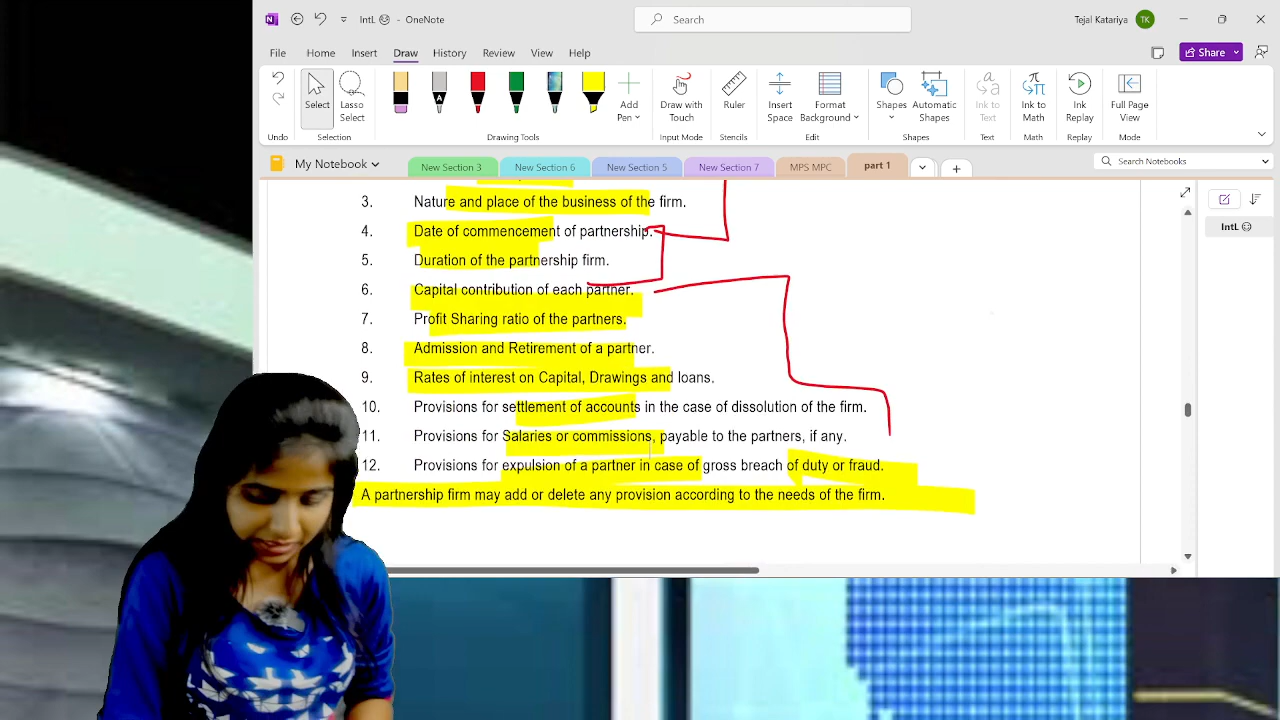 IntL - OneNote
Search
Tejal Katariya
TK
File Home Insert Draw History Review View Help
Share
Select
Lasso Select
Add Pen
Draw with Touch
Ruler
Insert Space
Format Background
Shapes
Automatic Shapes
Ink to Text
Ink to Math
Ink Replay
Full Page View
Undo
Selection
Drawing Tools
Input Mode
Stencils
Edit
Shapes
Text
Math
Replay
Mode
My Notebook
New Section 3
New Section 6
New Section 5
New Section 7
MPS MPC
part 1
Search Notebooks
IntL
3. Nature and place of the business of the firm.
4. Date of commencement of partnership.
5. Duration of the partnership firm.
6. Capital contribution of each partner.
7. Profit Sharing ratio of the partners.
8. Admission and Retirement of a partner.
9. Rates of interest on Capital, Drawings and loans.
10. Provisions for settlement of accounts in the case of dissolution of the firm.
11. Provisions for Salaries or commissions, payable to the partners, if any.
12. Provisions for expulsion of a partner in case of gross breach of duty or fraud.
A partnership firm may add or delete any provision according to the needs of the firm.